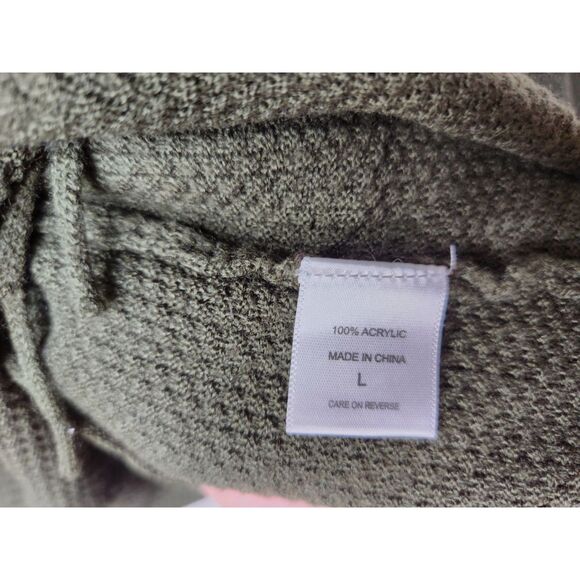 100% ACRYLIC
MADE IN CHINA
L
CARE ON REVERSE